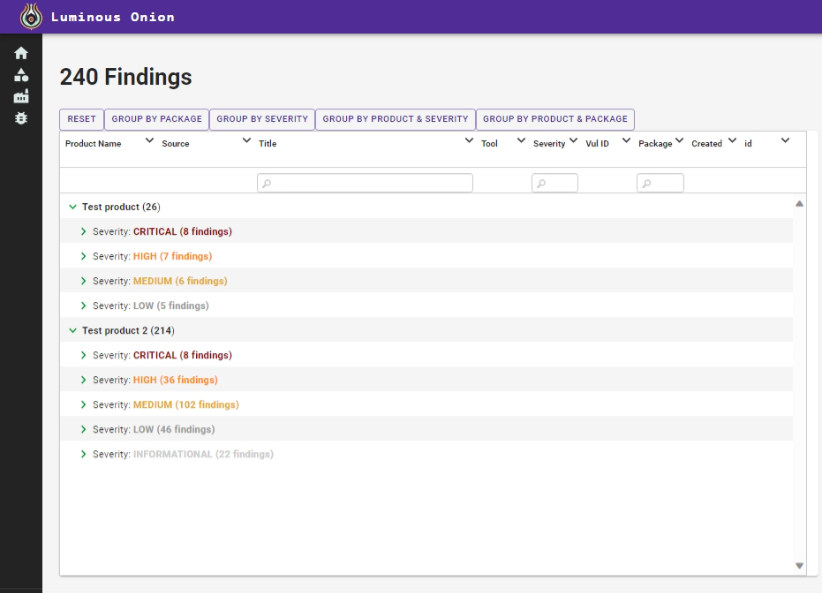 Luminous Onion
240 Findings
RESET GROUP BY PACKAGE GROUP BY SEVERITY GROUP BY PRODUCT & SEVERITY GROUP BY PRODUCT & PACKAGE
Product Name Source Title Tool Severity Vul ID Package Created id
Test product (26)
Severity: CRITICAL (8 findings)
Severity: HIGH (7 findings)
Severity: MEDIUM (6 findings)
Severity: LOW (5 findings)
Test product 2 (214)
Severity: CRITICAL (8 findings)
Severity: HIGH (36 findings)
Severity: MEDIUM (102 findings)
Severity: LOW (46 findings)
Severity: INFORMATIONAL (22 findings)